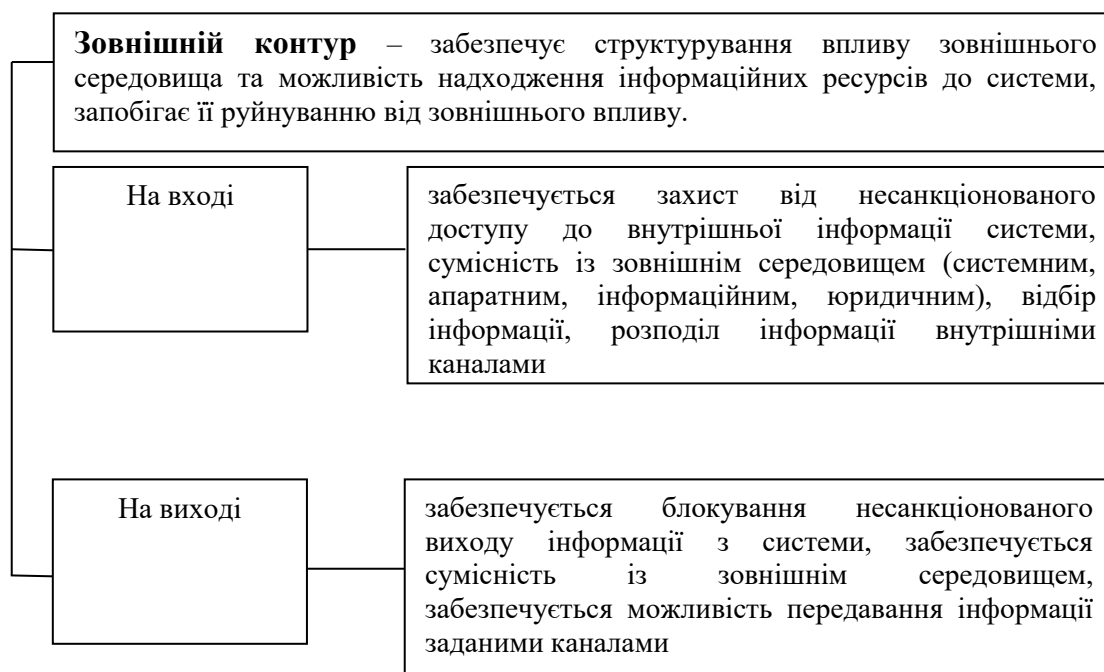 Зовнішній контур – забезпечує структурування впливу зовнішнього
середовища та можливість надходження інформаційних ресурсів до системи,
запобігає її руйнуванню від зовнішнього впливу.
На вході
забезпечується захист від несанкціонованого
доступу до внутрішньої інформації системи,
сумісність із зовнішнім середовищем (системним,
апаратним, інформаційним, юридичним), відбір
інформації, розподіл інформації внутрішніми
каналами
На виході
забезпечується блокування несанкціонованого
виходу інформації з системи, забезпечується
сумісність із зовнішнім середовищем,
забезпечується можливість передавання інформації
заданими каналами